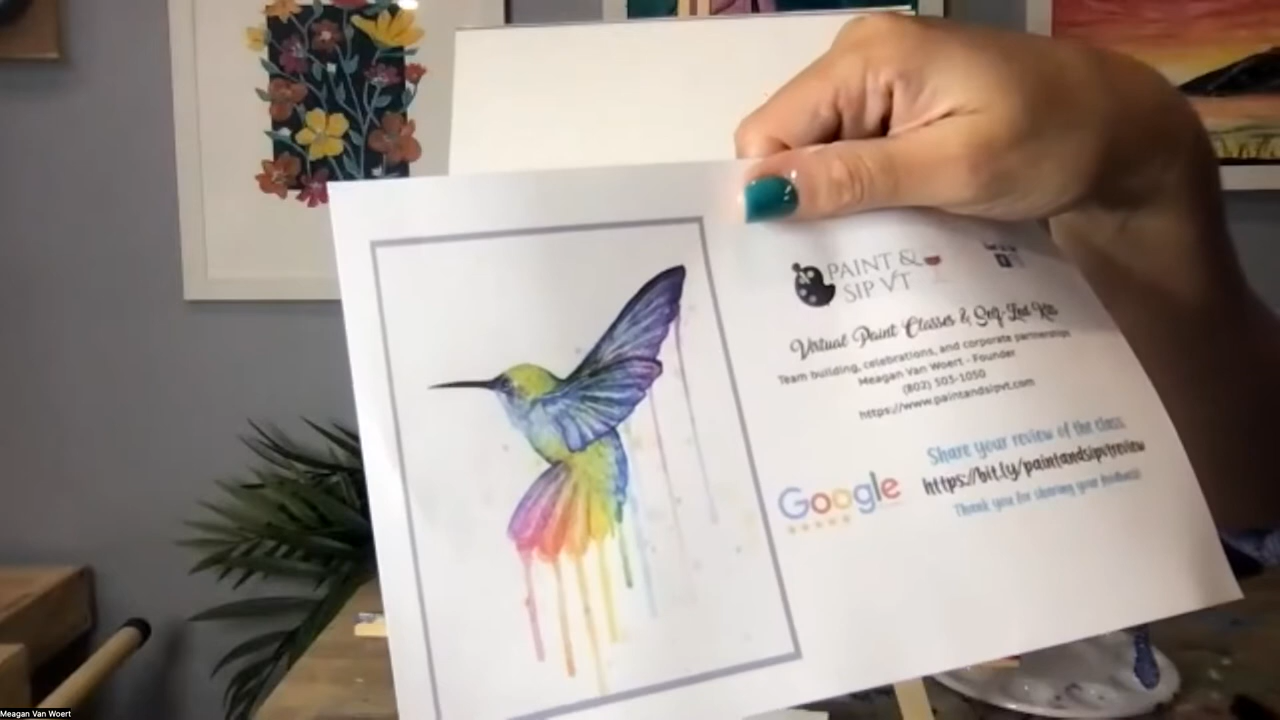 PAINT &
SIP VT
Virtual Paint Classes & Self-Led Kits
Team building, celebrations, and corporate partnerships
Meagan Van Woert - Founder
(802) 503-1050
https://www.paintandsipvt.com
Share your review of the class
Google
https://bit.ly/paintandsipvtreview
Thank you for sharing your feedback!
Meagan Van Woert